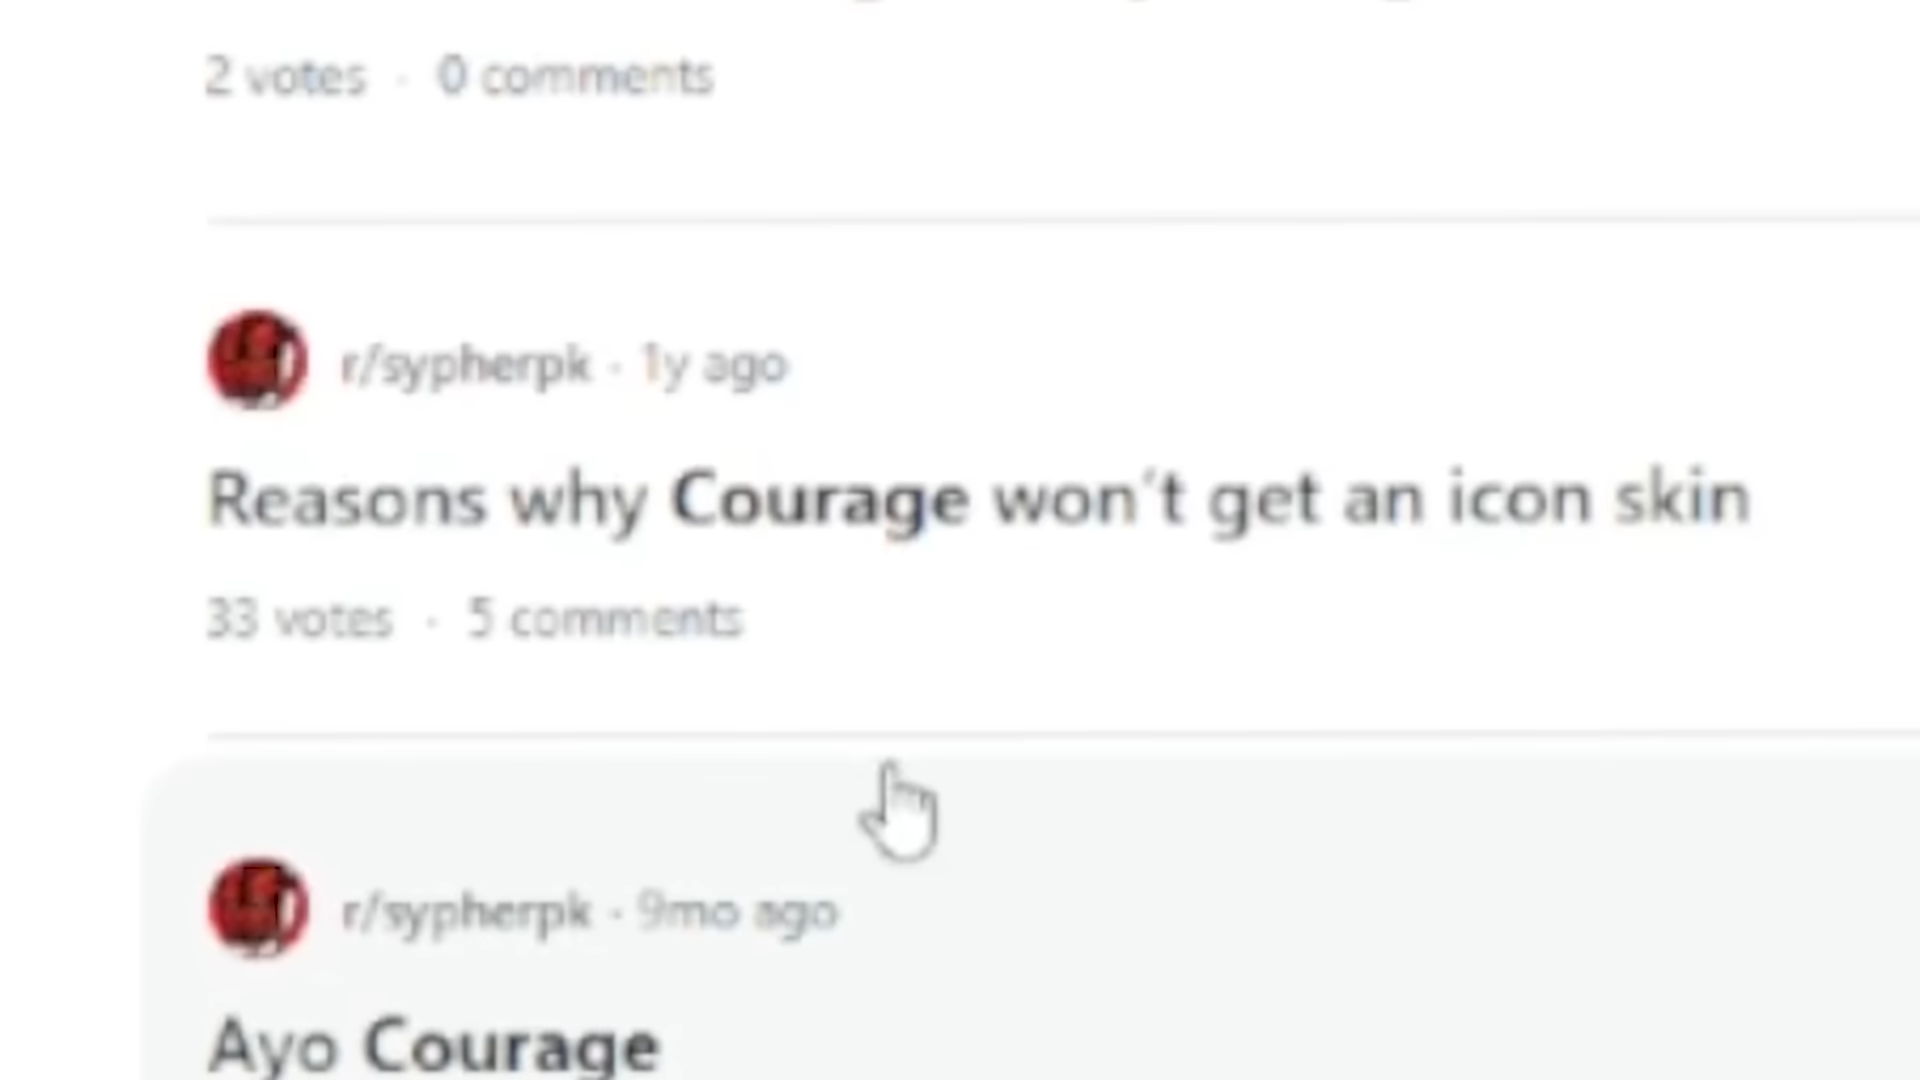 2 votes · 0 comments
r/sypherpk · 1y ago
Reasons why Courage won't get an icon skin
33 votes · 5 comments
r/sypherpk · 9mo ago
Ayo Courage